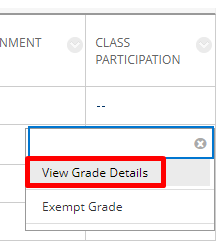 NMENT
CLASS
PARTICIPATION
--
View Grade Details
Exempt Grade